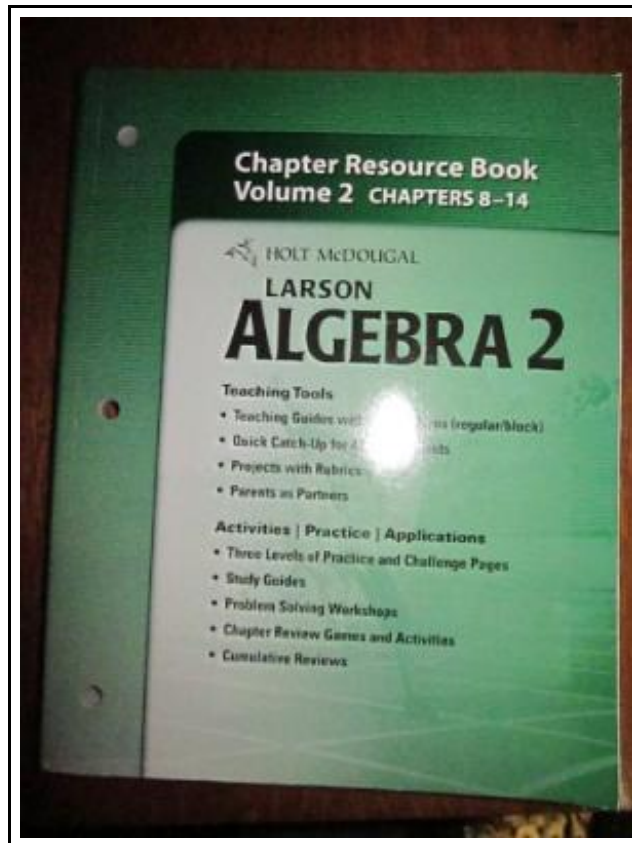 Chapter Resource Book
Volume 2 CHAPTERS 8–14
HOLT McDOUGAL
LARSON
ALGEBRA 2
Teaching Tools
• Teaching Guides (regular/block)
• Quick Catch-Up for
• Projects with Rubrics
• Parents as Partners
Activities | Practice | Applications
• Three Levels of Practice and Challenge Pages
• Study Guides
• Problem Solving Workshops
• Chapter Review Games and Activities
• Cumulative Reviews